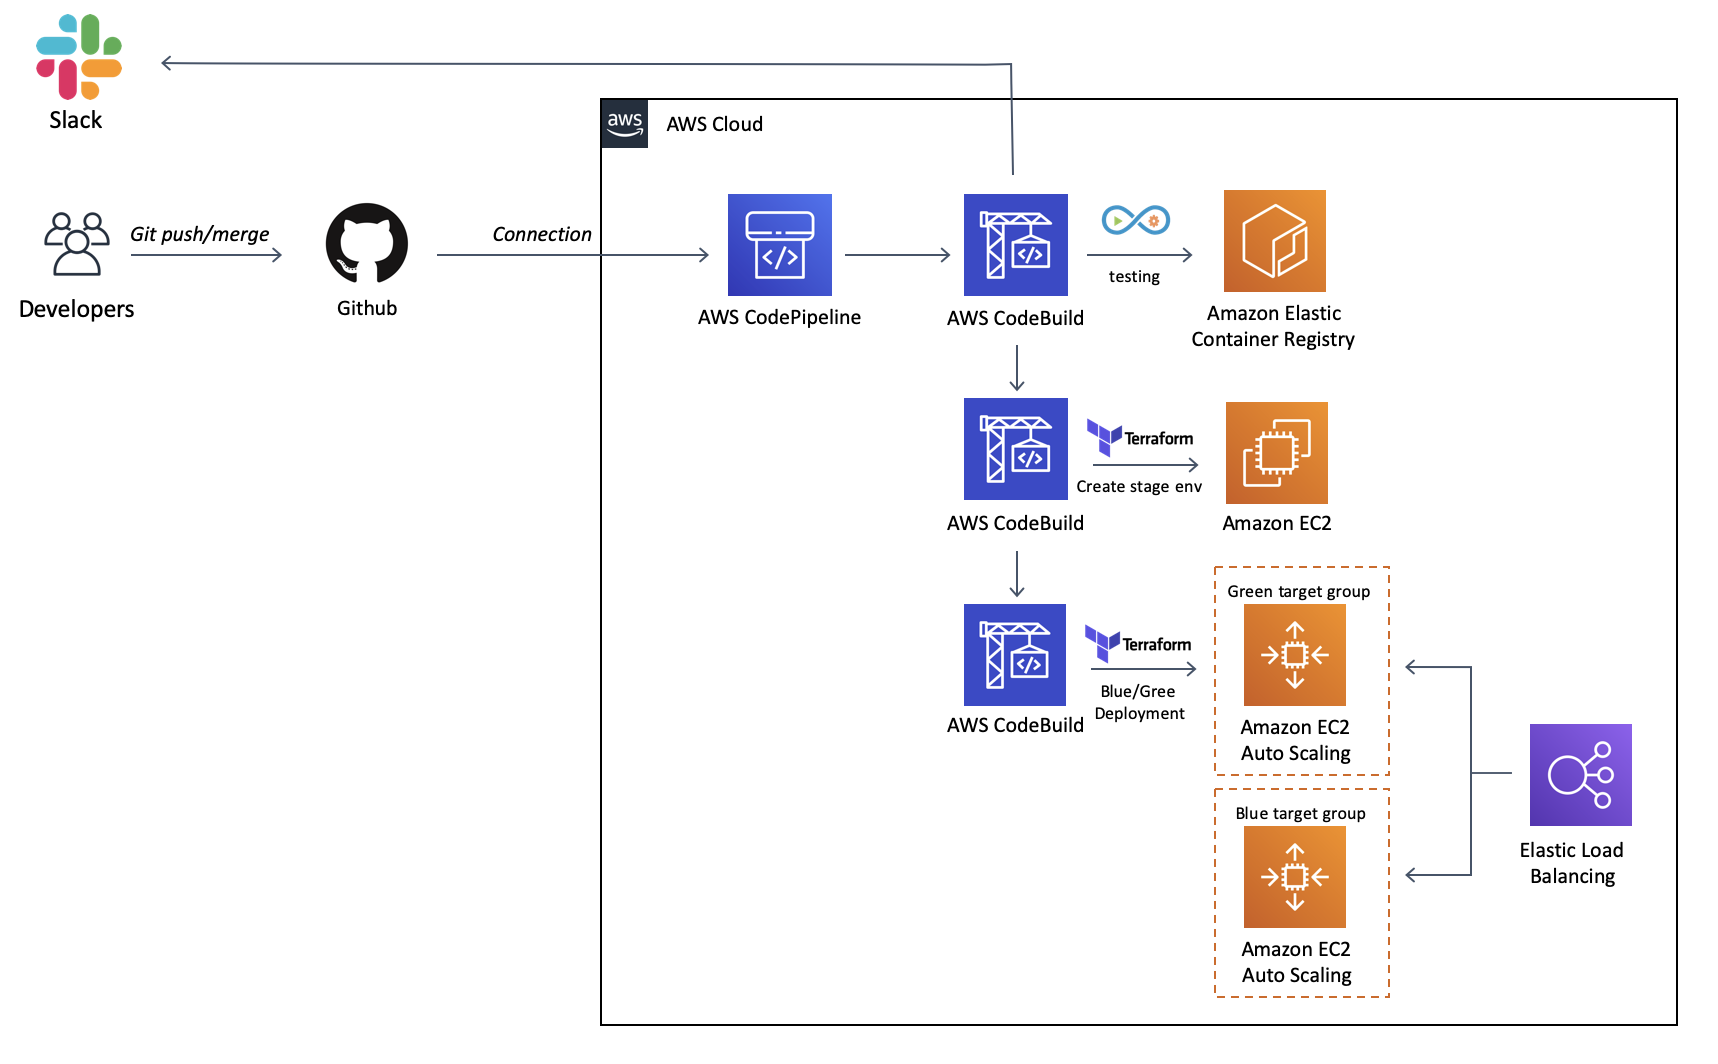 Slack
aws
AWS Cloud
Git push/merge
Connection
testing
Developers
Github
AWS CodePipeline
AWS CodeBuild
Amazon Elastic
Container Registry
Terraform
Create stage env
AWS CodeBuild
Amazon EC2
Green target group
Terraform
Blue/Gree
Deployment
AWS CodeBuild
Amazon EC2
Auto Scaling
Blue target group
Elastic Load
Balancing
Amazon EC2
Auto Scaling